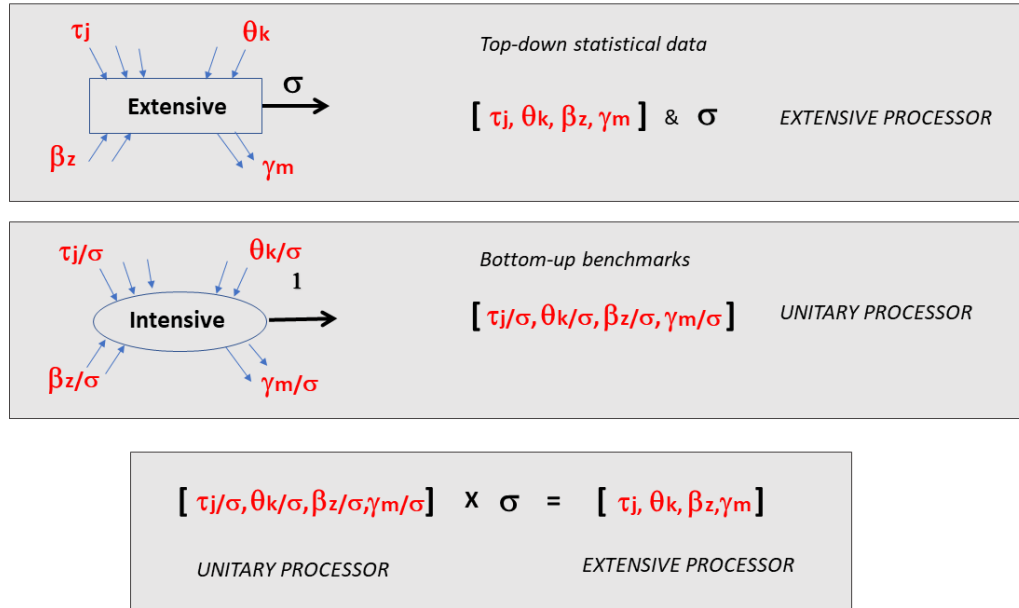 τj θk
σ
Extensive
βz γm
Top-down statistical data
[ τj, θk, βz, γm ] & σ EXTENSIVE PROCESSOR
τj/σ θk/σ
1
Intensive
βz/σ γm/σ
Bottom-up benchmarks
[ τj/σ, θk/σ, βz/σ, γm/σ] UNITARY PROCESSOR
[ τj/σ, θk/σ, βz/σ,γm/σ] x σ = [ τj, θk, βz,γm]
UNITARY PROCESSOR EXTENSIVE PROCESSOR